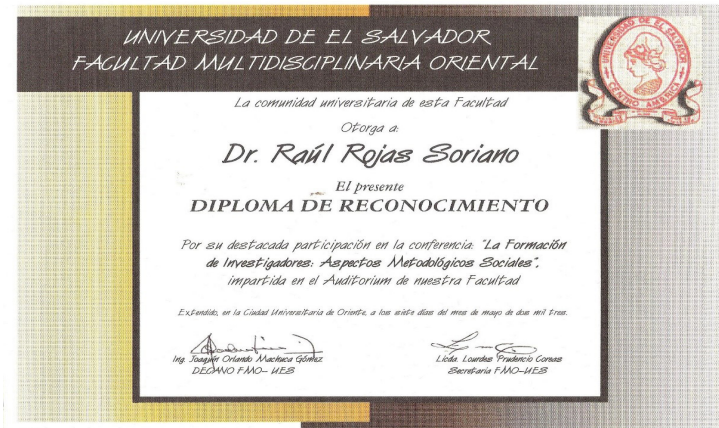 UNIVERSIDAD DE EL SALVADOR
FACULTAD MULTIDISCIPLINARIA ORIENTAL
UNIVERSIDAD DE EL SALVADOR
CENTRO AMERICA
La comunidad universitaria de esta Facultad
Otorga a:
Dr. Raúl Rojas Soriano
El presente
DIPLOMA DE RECONOCIMIENTO
Por su destacada participación en la conferencia: "La Formación
de Investigadores: Aspectos Metodológicos Sociales",
impartida en el Auditorium de nuestra Facultad
Extendido, en la Ciudad Universitaria de Oriente, a los siete días del mes de mayo de dos mil tres.
Ing. Joaquín Orlando Machuca Gómez
DECANO FMO-UES
Licda. Lourdes Prudencio Coreas
Secretaria FMO-UES